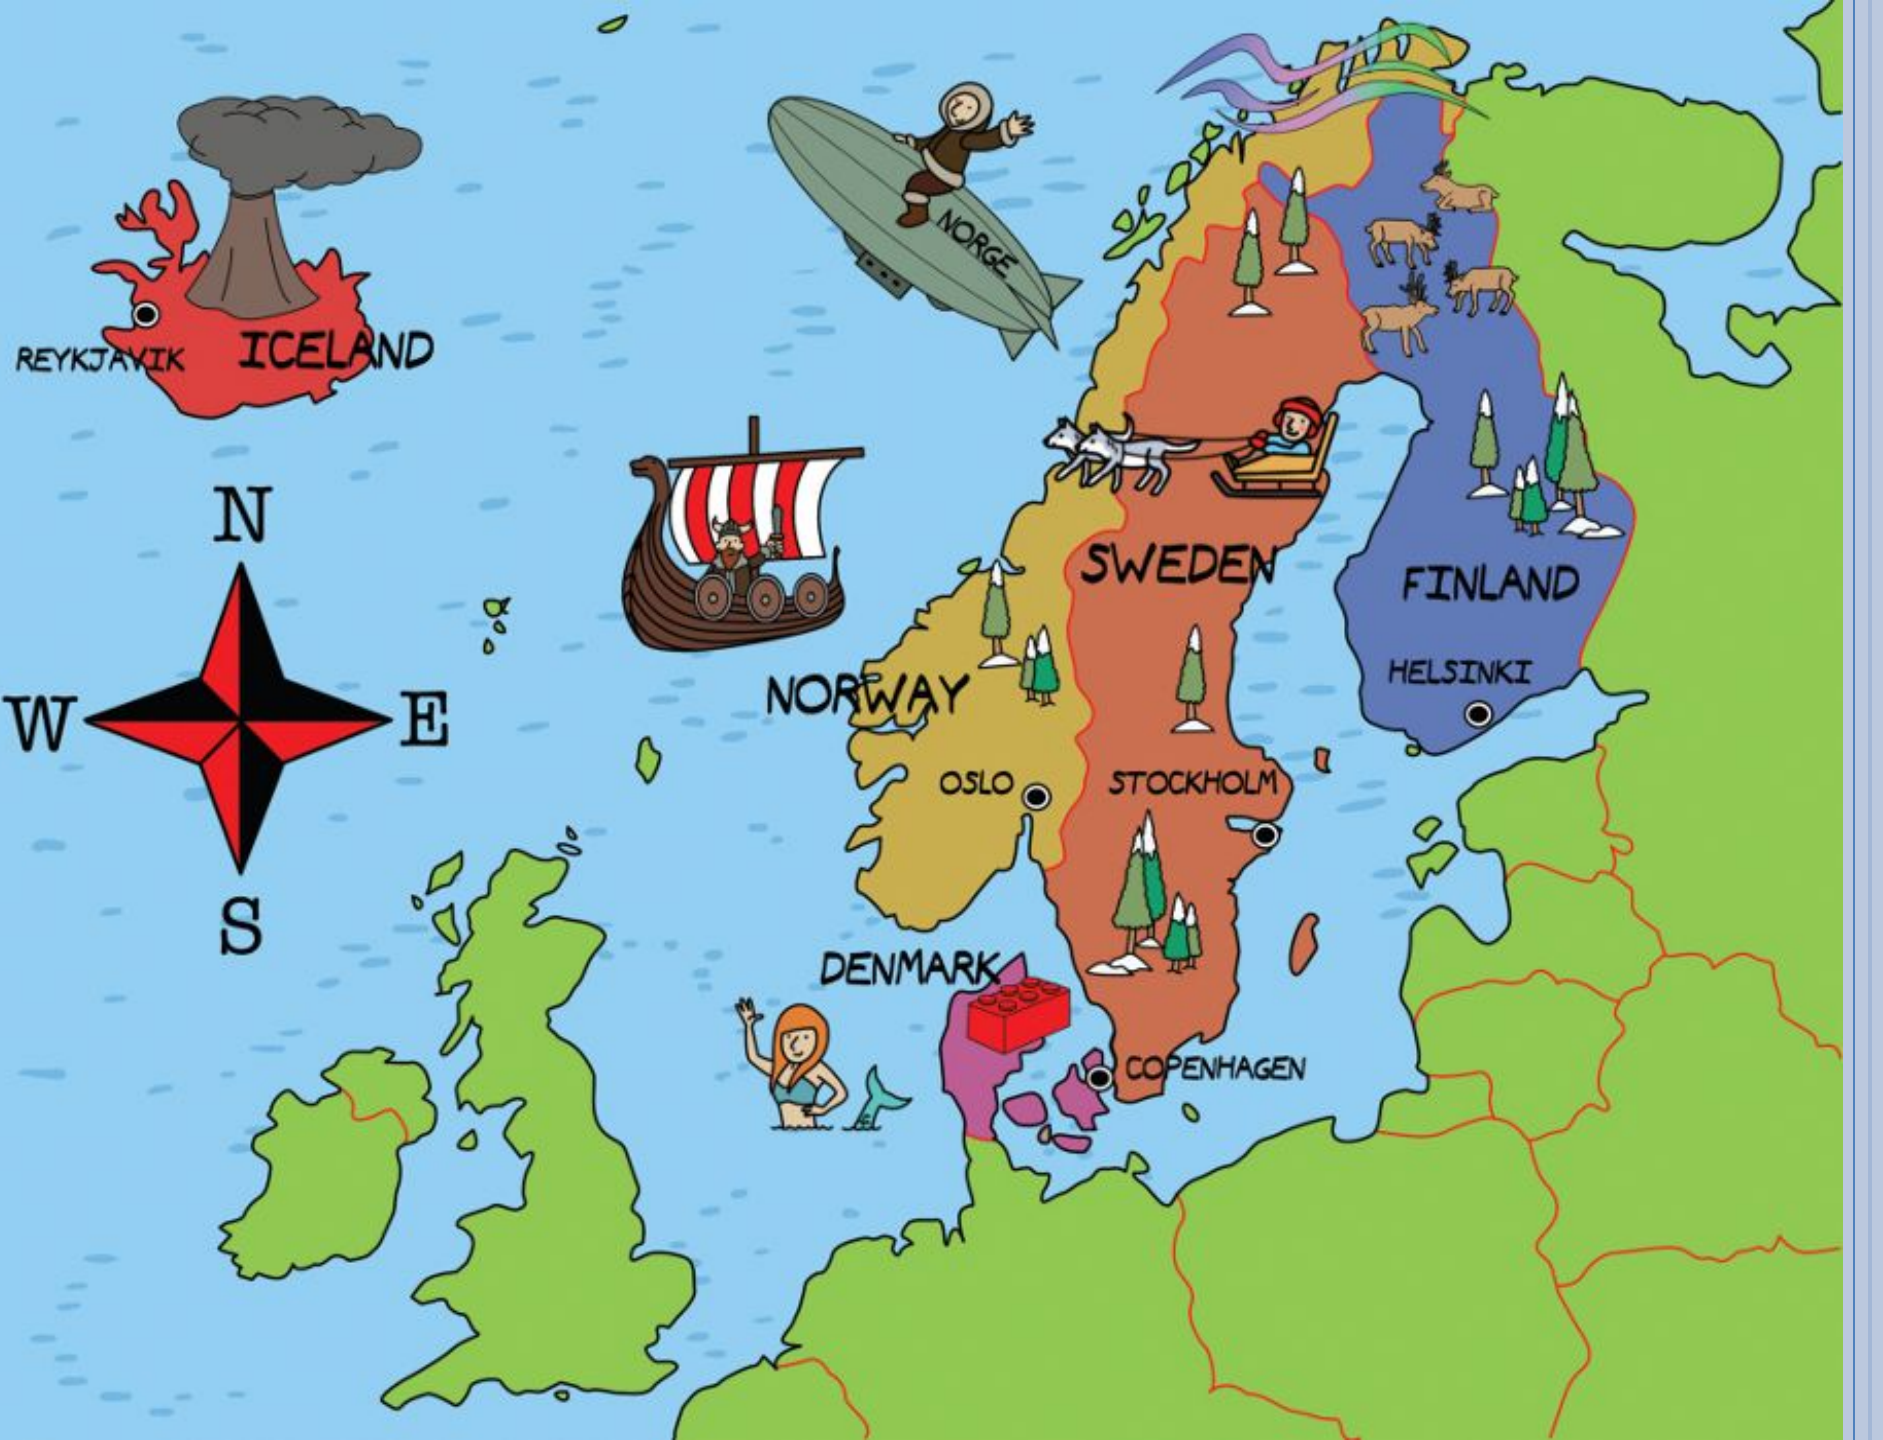 NORGE
REYKJAVIK
ICELAND
N
W
E
S
SWEDEN
FINLAND
HELSINKI
NORWAY
OSLO
STOCKHOLM
DENMARK
COPENHAGEN